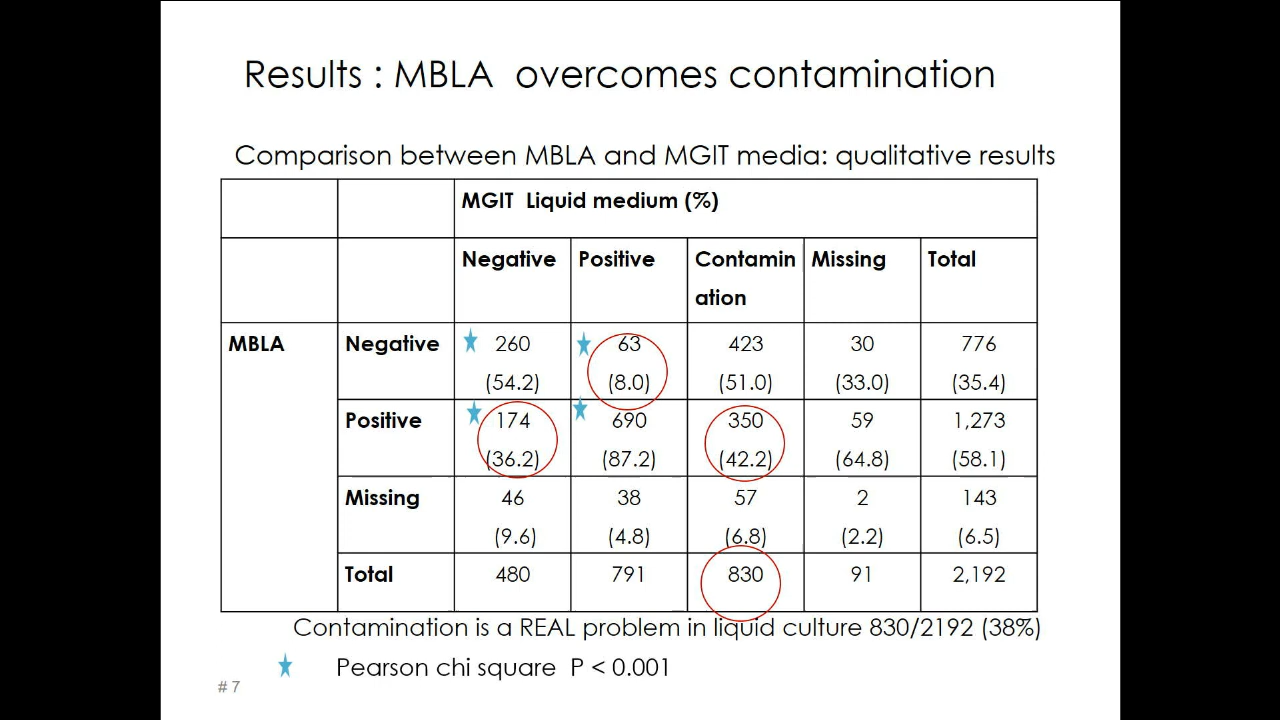 Results : MBLA overcomes contamination
Comparison between MBLA and MGIT media: qualitative results
MGIT Liquid medium (%)
Negative Positive Contamin Missing Total
ation
MBLA Negative 260 63 423 30 776
(54.2) (8.0) (51.0) (33.0) (35.4)
Positive 174 690 350 59 1,273
(36.2) (87.2) (42.2) (64.8) (58.1)
Missing 46 38 57 2 143
(9.6) (4.8) (6.8) (2.2) (6.5)
Total 480 791 830 91 2,192
Contamination is a REAL problem in liquid culture 830/2192 (38%)
Pearson chi square P < 0.001
# 7